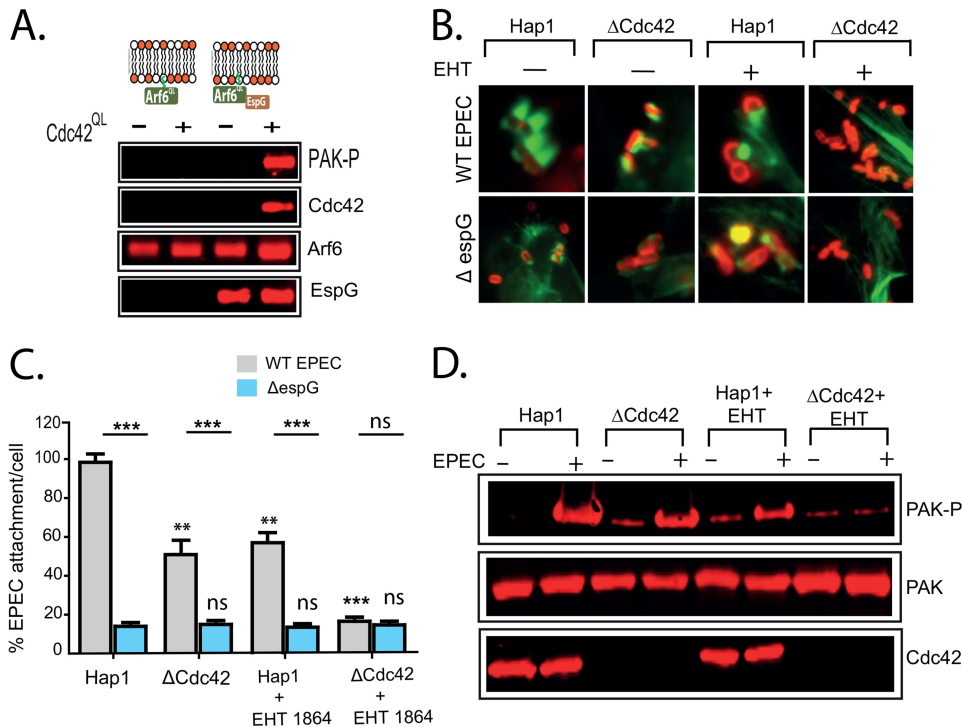 A.
Arf6QL Arf6QL EspG
Cdc42QL – + – +
PAK-P
Cdc42
Arf6
EspG
B.
Hap1 ΔCdc42 Hap1 ΔCdc42
EHT — — + +
WT EPEC
Δ espG
C.
WT EPEC
ΔespG
% EPEC attachment/cell
120
100
80
60
40
20
0
*** *** *** ns
** ns ** ns *** ns
Hap1 ΔCdc42 Hap1 + EHT 1864 ΔCdc42 + EHT 1864
D.
Hap1 ΔCdc42 Hap1+ EHT ΔCdc42+ EHT
EPEC – + – + – + – +
PAK-P
PAK
Cdc42